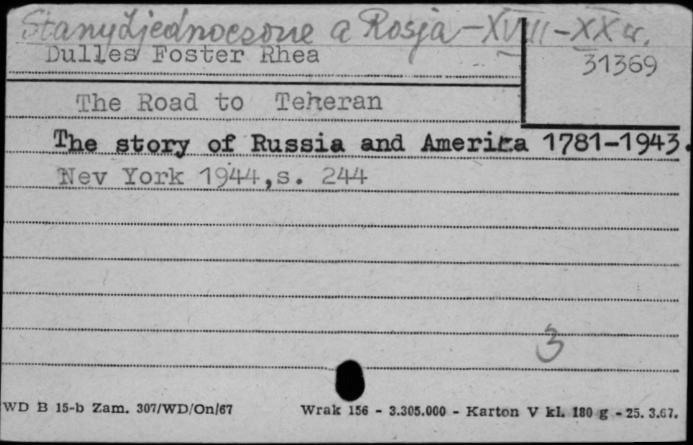 Stany Zjednoczone a Rosja - XVIII - XX w.
Dulles Foster Rhea
31369
The Road to Teheran
The story of Russia and America 1781-1943.
Nev York 1944,s. 244
3
WD B 15-b Zam. 307/WD/On/67 Wrak 156 - 3.305.000 - Karton V kl. 180 g - 25. 3.67.